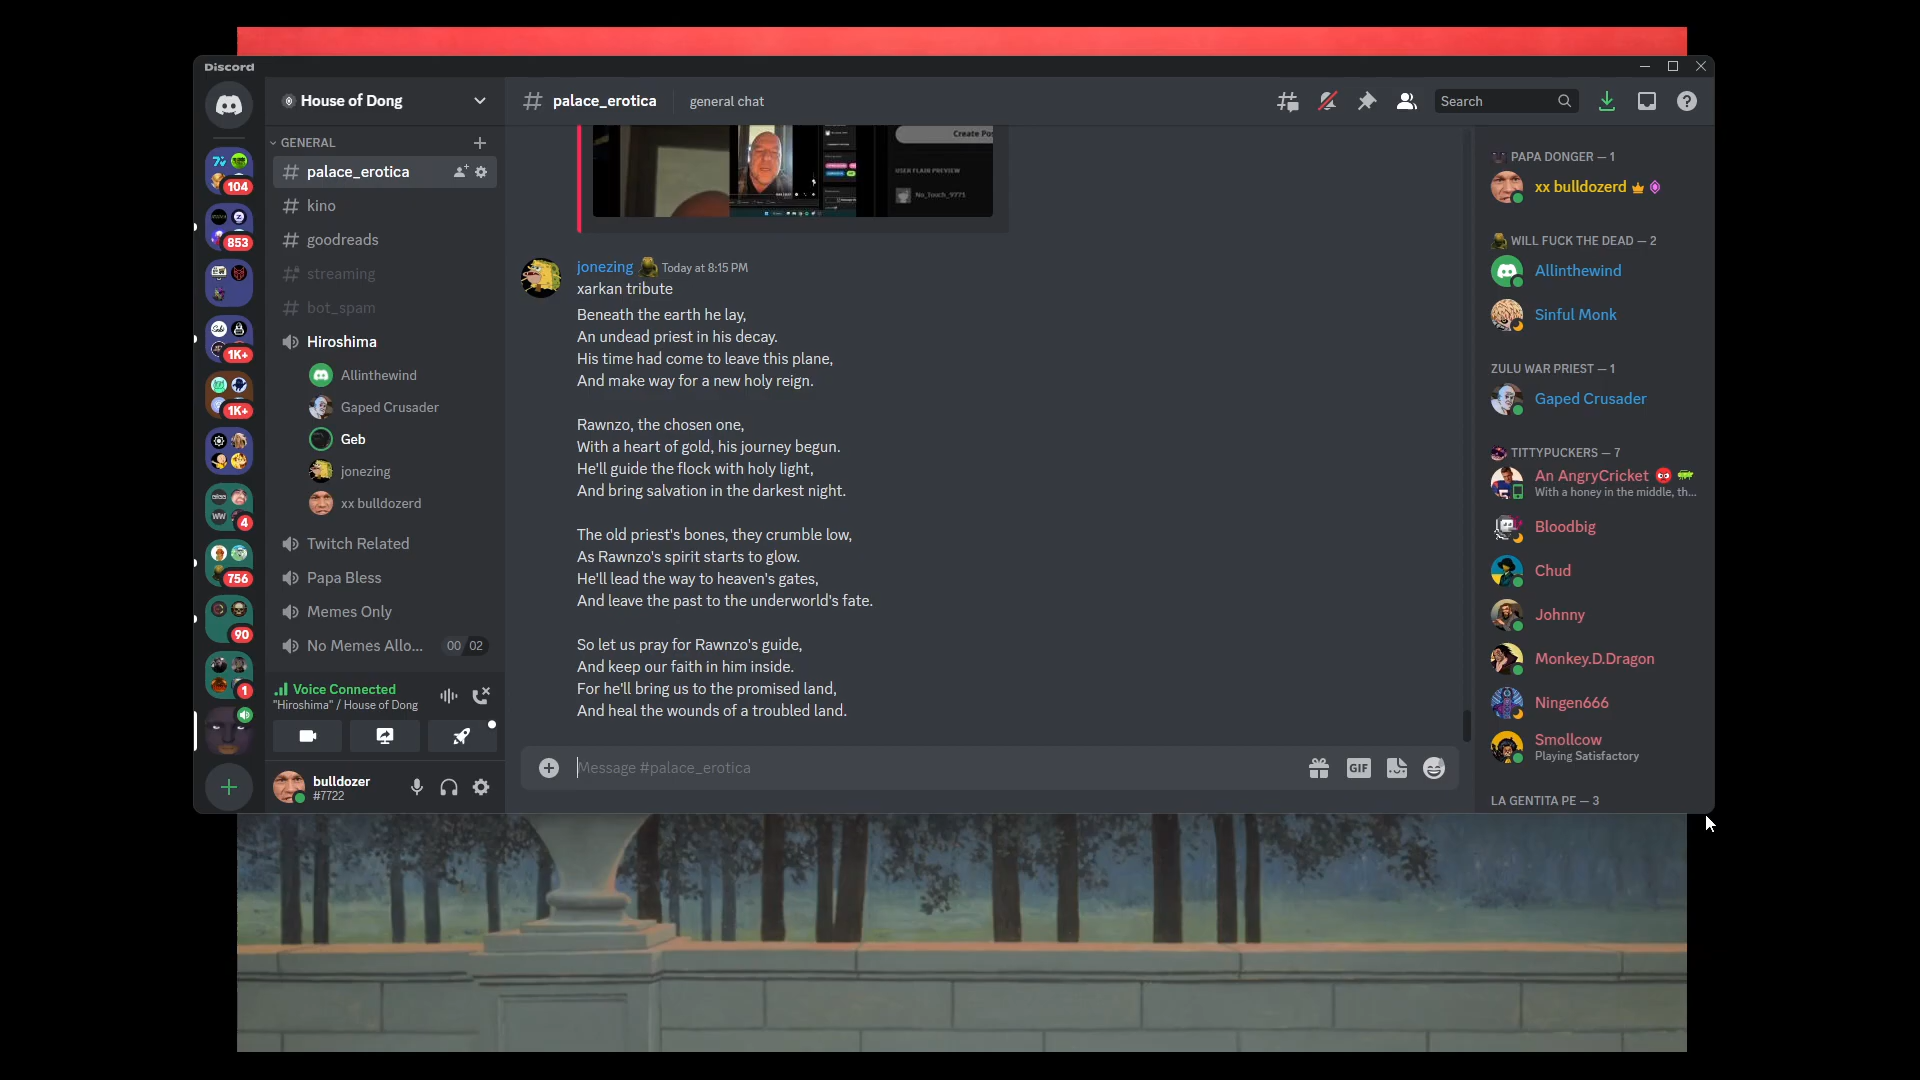 Discord
104
853
1K+
1K+
4
756
90
1
House of Dong
GENERAL
palace_erotica
kino
goodreads
streaming
bot_spam
Hiroshima
Allinthewind
Gaped Crusader
Geb
jonezing
xx bulldozerd
Twitch Related
Papa Bless
Memes Only
No Memes Allo... 00 02
Voice Connected
"Hiroshima" / House of Dong
bulldozer
#7722
palace_erotica general chat
Search
Create Pos
USER FLAIR PREVIEW
No_Touch_9771
jonezing Today at 8:15 PM
xarkan tribute
Beneath the earth he lay,
An undead priest in his decay.
His time had come to leave this plane,
And make way for a new holy reign.
Rawnzo, the chosen one,
With a heart of gold, his journey begun.
He'll guide the flock with holy light,
And bring salvation in the darkest night.
The old priest's bones, they crumble low,
As Rawnzo's spirit starts to glow.
He'll lead the way to heaven's gates,
And leave the past to the underworld's fate.
So let us pray for Rawnzo's guide,
And keep our faith in him inside.
For he'll bring us to the promised land,
And heal the wounds of a troubled land.
Message #palace_erotica
GIF
PAPA DONGER — 1
xx bulldozerd
WILL FUCK THE DEAD — 2
Allinthewind
Sinful Monk
ZULU WAR PRIEST — 1
Gaped Crusader
TITTYPUCKERS — 7
An AngryCricket
With a honey in the middle, th...
Bloodbig
Chud
Johnny
Monkey.D.Dragon
Ningen666
Smollcow
Playing Satisfactory
LA GENTITA PE — 3